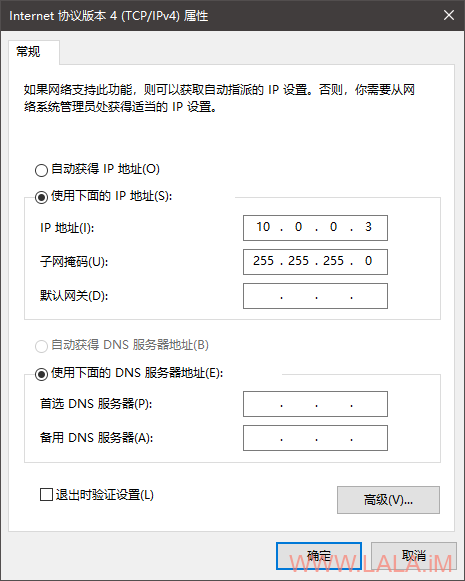 Internet 协议版本 4 (TCP/IPv4) 属性
常规
如果网络支持此功能，则可以获取自动指派的 IP 设置。否则，你需要从网
络系统管理员处获得适当的 IP 设置。
自动获得 IP 地址(O)
使用下面的 IP 地址(S):
IP 地址(I): 10 . 0 . 0 . 3
子网掩码(U): 255 . 255 . 255 . 0
默认网关(D): . . .
自动获得 DNS 服务器地址(B)
使用下面的 DNS 服务器地址(E):
首选 DNS 服务器(P): . . .
备用 DNS 服务器(A): . . .
退出时验证设置(L)
高级(V)...
确定 取消
WWW.LALA.IM